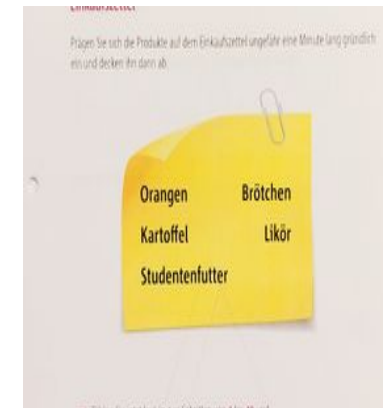 Einkaufszettel
Prägen Sie sich die Produkte auf dem Einkaufszettel ungefähr eine Minute lang gründlich
ein und decken ihn dann ab.
Orangen Brötchen
Kartoffel Likör
Studentenfutter